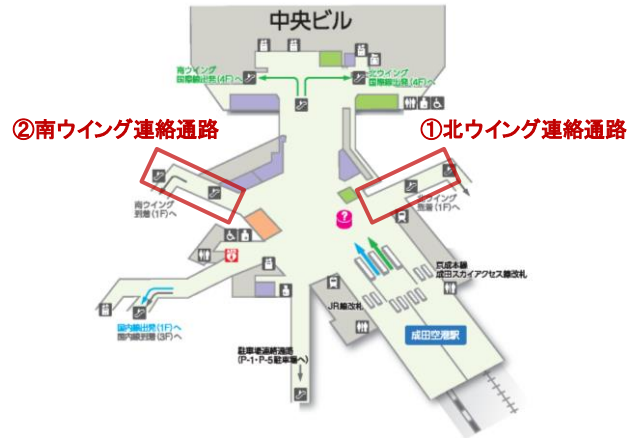 中央ビル
南ウイング
国際線出発(4F)へ
北ウイング
国際線出発(4F)へ
②南ウイング連絡通路
①北ウイング連絡通路
南ウイング
到着(1F)へ
北ウイング
到着(1F)へ
?
京成本線
成田スカイアクセス線改札
JR線改札
成田空港駅
国内線出発(1F)へ
国内線到着(3F)へ
駐車場連絡通路
(P-1・P-5駐車場へ)